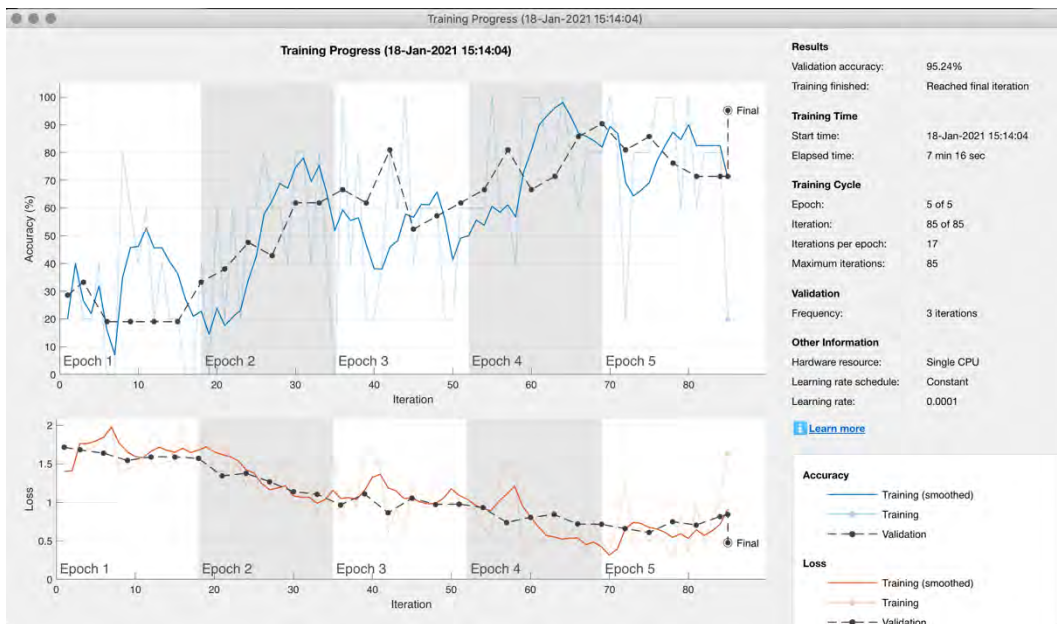 Training Progress (18-Jan-2021 15:14:04)
Training Progress (18-Jan-2021 15:14:04)
Accuracy (%)
100
90
80
70
60
50
40
30
20
10
0
Final
Epoch 1 Epoch 2 Epoch 3 Epoch 4 Epoch 5
0 10 20 30 40 50 60 70 80
Iteration
Loss
2
1.5
1
0.5
0
Final
Epoch 1 Epoch 2 Epoch 3 Epoch 4 Epoch 5
0 10 20 30 40 50 60 70 80
Iteration
Results
Validation accuracy: 95.24%
Training finished: Reached final iteration
Training Time
Start time: 18-Jan-2021 15:14:04
Elapsed time: 7 min 16 sec
Training Cycle
Epoch: 5 of 5
Iteration: 85 of 85
Iterations per epoch: 17
Maximum iterations: 85
Validation
Frequency: 3 iterations
Other Information
Hardware resource: Single CPU
Learning rate schedule: Constant
Learning rate: 0.0001
i Learn more
Accuracy
Training (smoothed)
Training
Validation
Loss
Training (smoothed)
Training
Validation